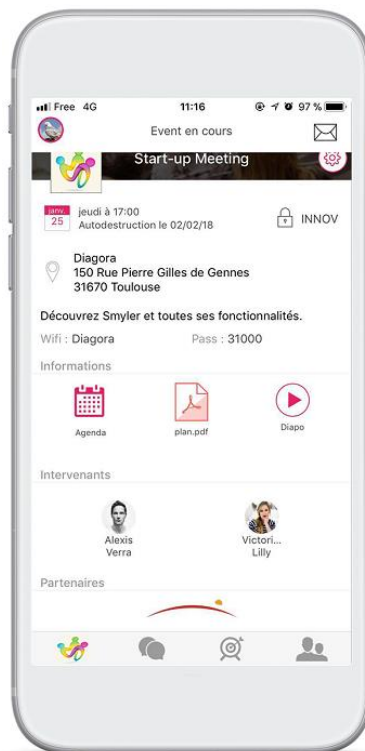 Free 4G 11:16 97 %
Event en cours
Start-up Meeting
janv. jeudi à 17:00
25 Autodestruction le 02/02/18 INNOV
Diagora
150 Rue Pierre Gilles de Gennes
31670 Toulouse
Découvrez Smyler et toutes ses fonctionnalités.
Wifi : Diagora Pass : 31000
Informations
Agenda plan.pdf Diapo
Intervenants
Alexis Victori...
Verra Lilly
Partenaires